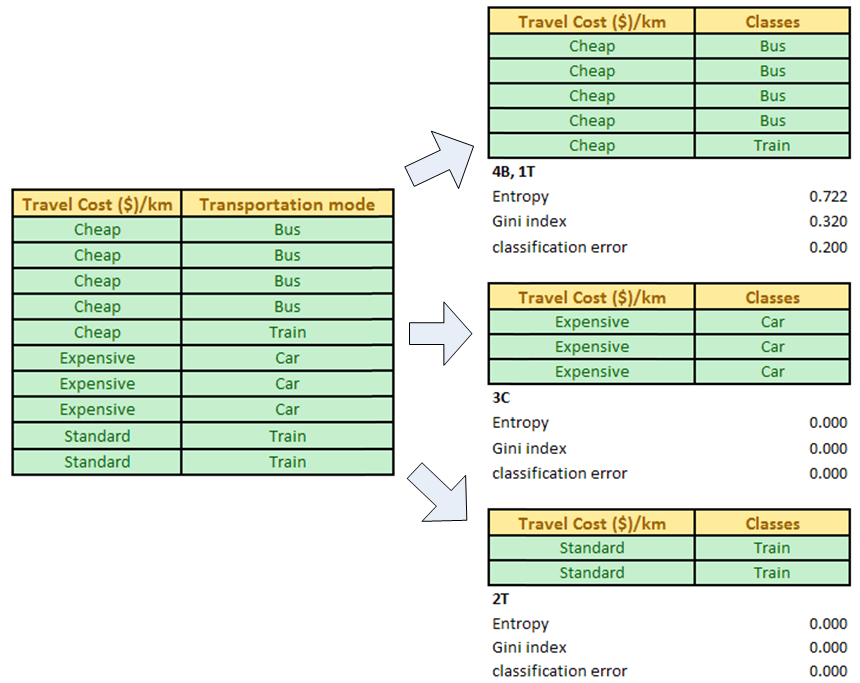 Travel Cost ($)/km Transportation mode
Cheap Bus
Cheap Bus
Cheap Bus
Cheap Bus
Cheap Train
Expensive Car
Expensive Car
Expensive Car
Standard Train
Standard Train
Travel Cost ($)/km Classes
Cheap Bus
Cheap Bus
Cheap Bus
Cheap Bus
Cheap Train
4B, 1T
Entropy 0.722
Gini index 0.320
classification error 0.200
Travel Cost ($)/km Classes
Expensive Car
Expensive Car
Expensive Car
3C
Entropy 0.000
Gini index 0.000
classification error 0.000
Travel Cost ($)/km Classes
Standard Train
Standard Train
2T
Entropy 0.000
Gini index 0.000
classification error 0.000